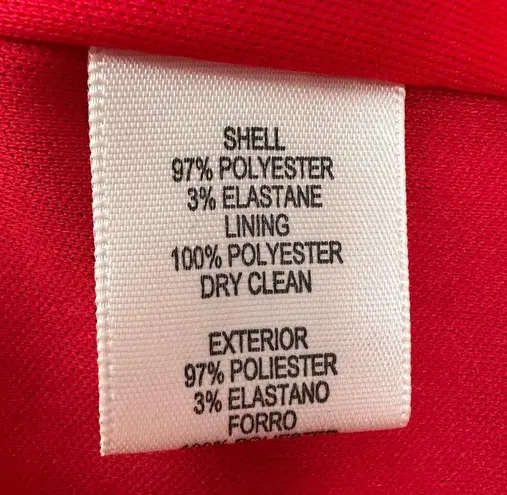 SHELL
97% POLYESTER
3% ELASTANE
LINING
100% POLYESTER
DRY CLEAN
EXTERIOR
97% POLIESTER
3% ELASTANO
FORRO